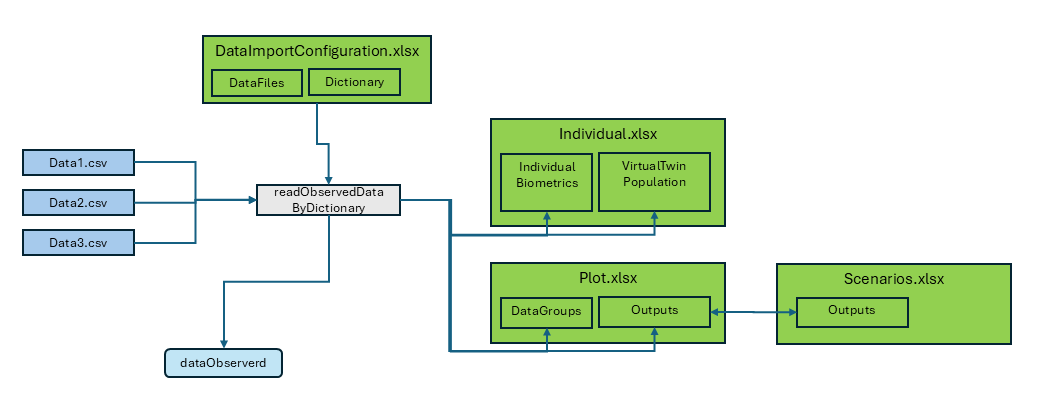 DataImportConfiguration.xlsx
DataFiles
Dictionary
Data1.csv
Data2.csv
Data3.csv
readObservedData
ByDictionary
dataObserverd
Individual.xlsx
Individual
Biometrics
VirtualTwin
Population
Plot.xlsx
DataGroups
Outputs
Scenarios.xlsx
Outputs